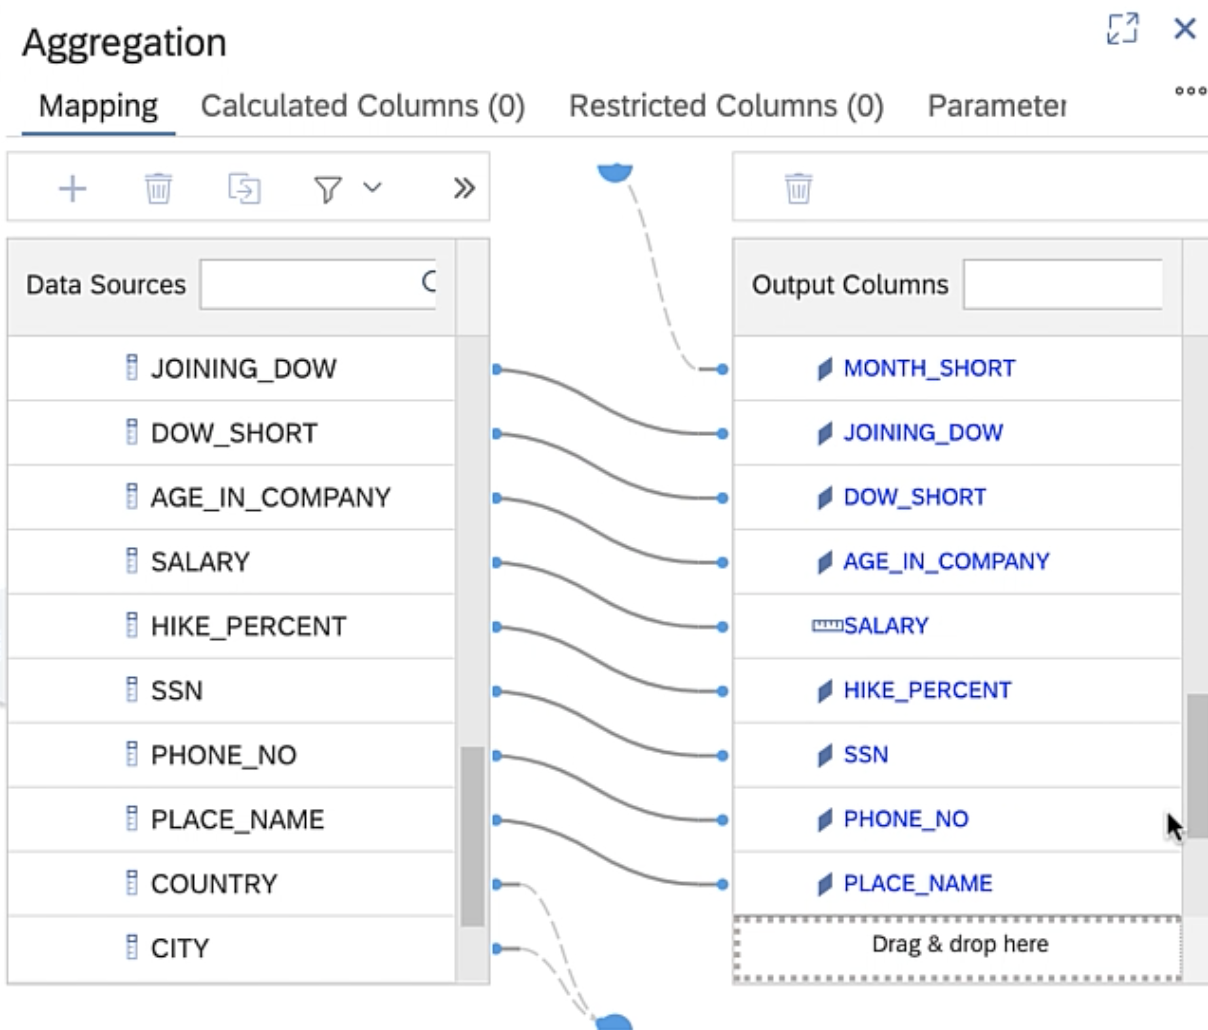 Aggregation
Mapping Calculated Columns (0) Restricted Columns (0) Parameter
Data Sources
Output Columns
JOINING_DOW
DOW_SHORT
AGE_IN_COMPANY
SALARY
HIKE_PERCENT
SSN
PHONE_NO
PLACE_NAME
COUNTRY
CITY
MONTH_SHORT
JOINING_DOW
DOW_SHORT
AGE_IN_COMPANY
SALARY
HIKE_PERCENT
SSN
PHONE_NO
PLACE_NAME
Drag & drop here